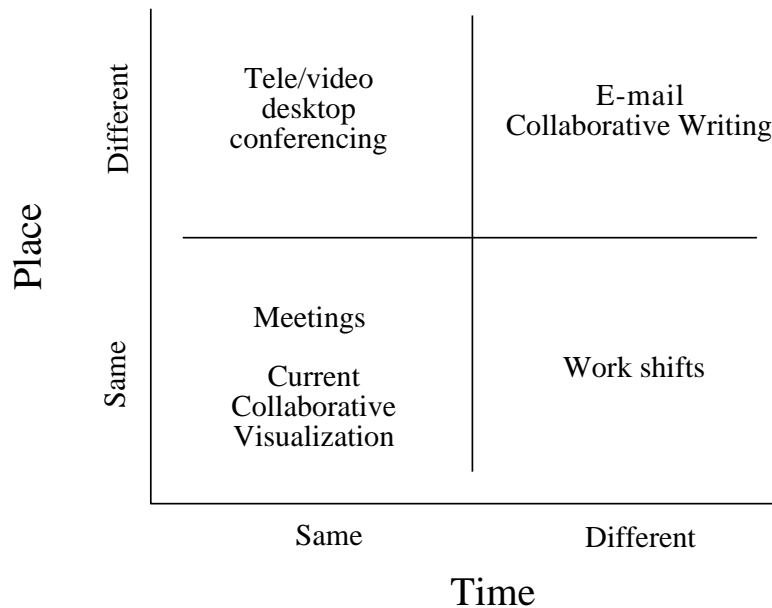 Tele/video
desktop
conferencing
E-mail
Collaborative Writing
Different
Place
Same
Meetings
Current
Collaborative
Visualization
Work shifts
Same
Different
Time